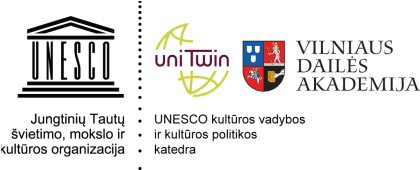 UNESCO
Jungtinių Tautų
švietimo, mokslo ir
kultūros organizacija
uniTwin
UNESCO kultūros vadybos
ir kultūros politikos
katedra
VILNIAUS
DAILĖS
AKADEMIJA